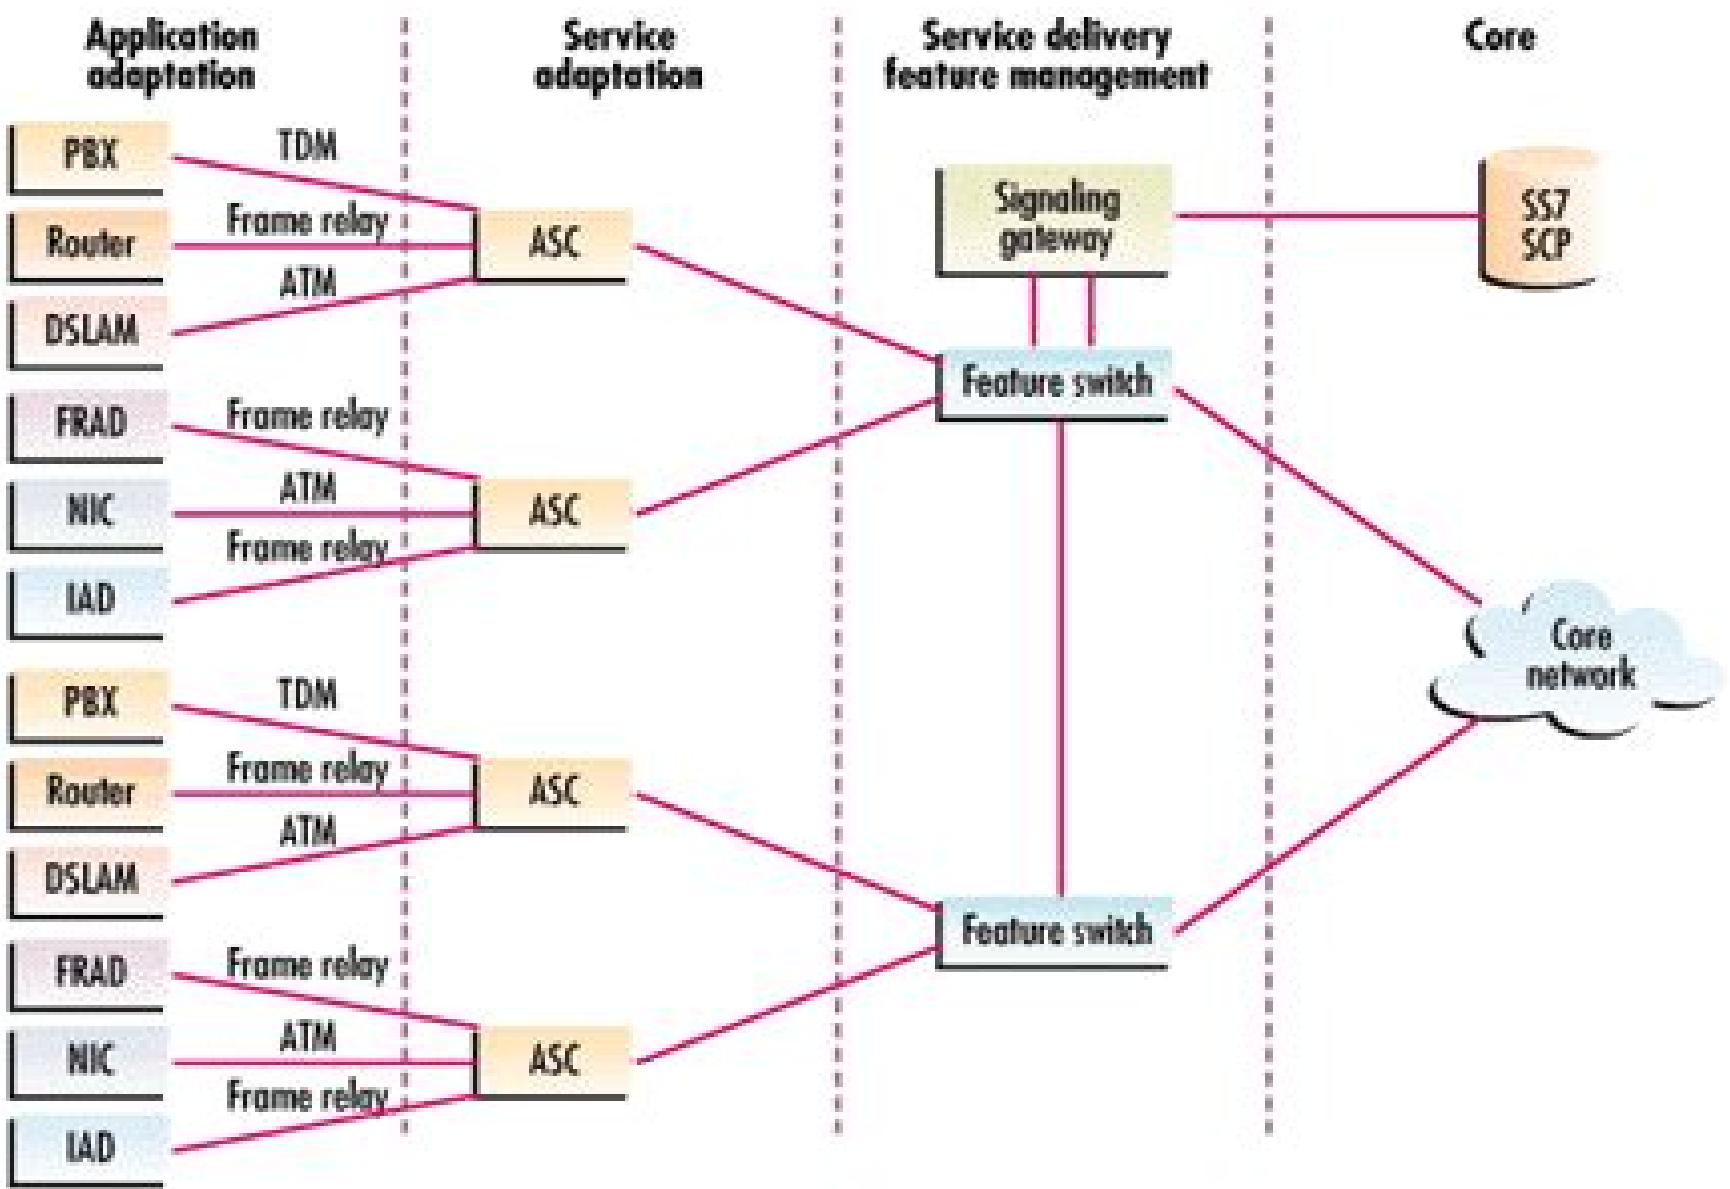 Application
adaptation
Service
adaptation
Service delivery
feature management
Core
PBX
TDM
Router
Frame relay
DSLAM
ATM
ASC
FRAD
Frame relay
NIC
ATM
IAD
Frame relay
ASC
Signaling
gateway
SS7
SCP
Feature switch
Core
network
PBX
TDM
Router
Frame relay
DSLAM
ATM
ASC
FRAD
Frame relay
NIC
ATM
IAD
Frame relay
ASC
Feature switch